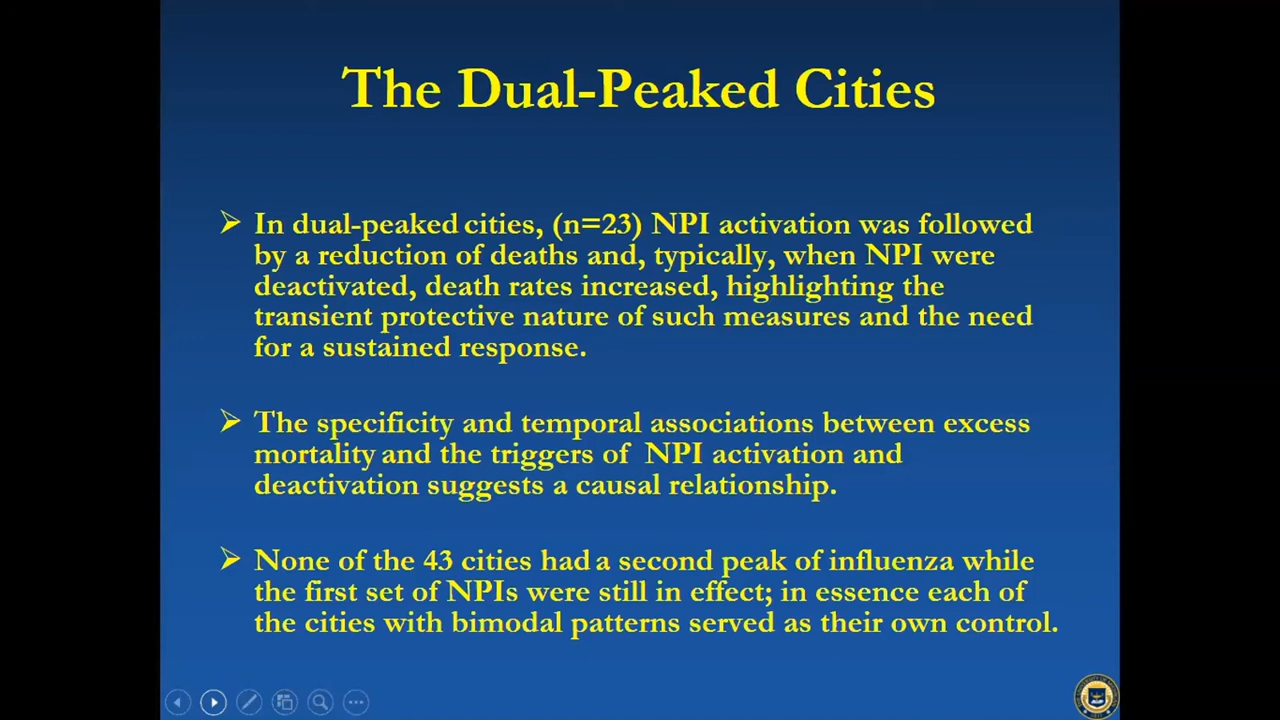 The Dual-Peaked Cities
In dual-peaked cities, (n=23) NPI activation was followed
by a reduction of deaths and, typically, when NPI were
deactivated, death rates increased, highlighting the
transient protective nature of such measures and the need
for a sustained response.
The specificity and temporal associations between excess
mortality and the triggers of NPI activation and
deactivation suggests a causal relationship.
None of the 43 cities had a second peak of influenza while
the first set of NPIs were still in effect; in essence each of
the cities with bimodal patterns served as their own control.